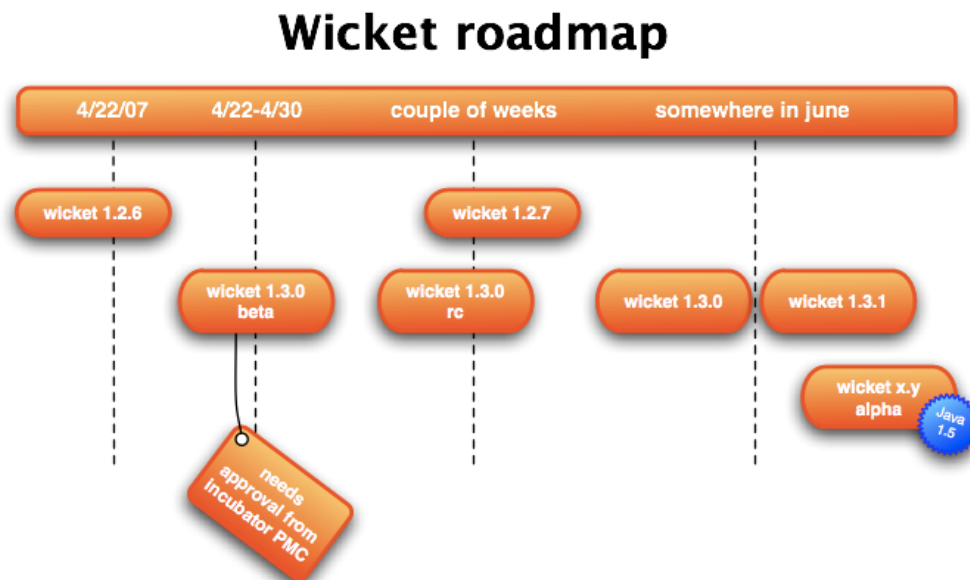 Wicket roadmap
4/22/07 4/22-4/30 couple of weeks somewhere in june
wicket 1.2.6 wicket 1.2.7
wicket 1.3.0
beta
wicket 1.3.0
rc
wicket 1.3.0
wicket 1.3.1
wicket x.y
alpha
Java
1.5
needs
approval from
incubator PMC